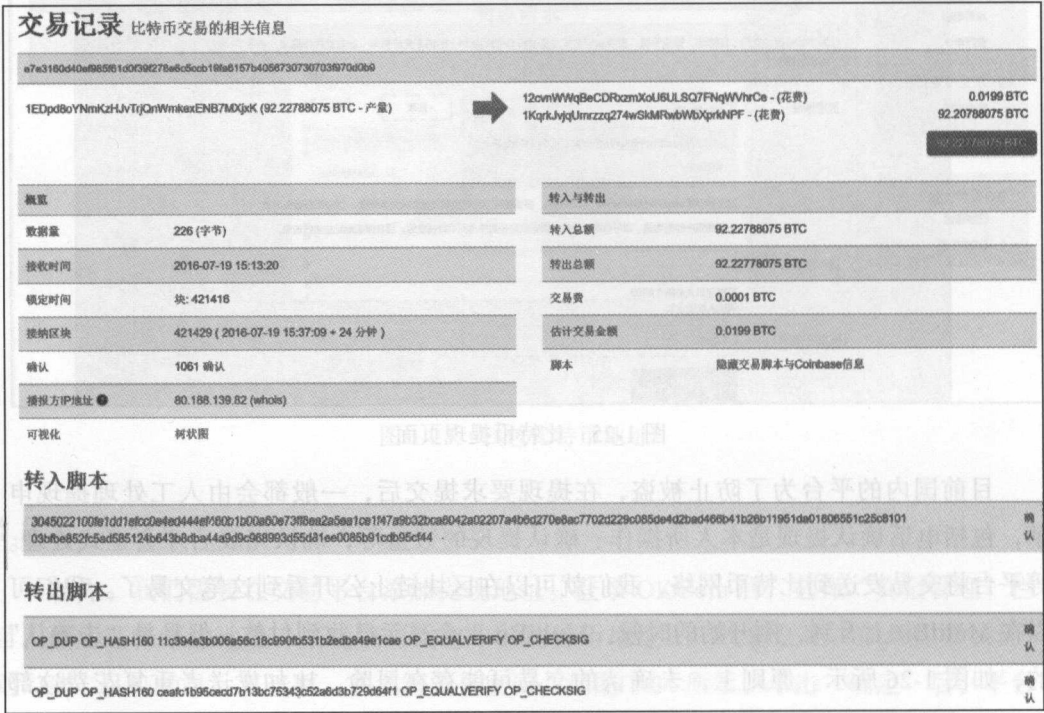 交易记录 比特币交易的相关信息
e7e3160d40ef985f61d0f39f276e6c5ccb19fa6157b4056730730703f970d0b9
1EDpd8oYNmKzHJvTrjQnWmkexENB7MXjxK (92.22788075 BTC - 产量)
12ovnWWqBeCDRxzmXoU6ULSQ7FNqWVhrCe - (花费) 0.0199 BTC
1KqrkJvjqUmrzzq274wSkMRwbWbXprkNPF - (花费) 92.20788075 BTC
92.22778075 BTC
概览
数据量 226 (字节)
接收时间 2016-07-19 15:13:20
锁定时间 块: 421416
接纳区块 421429 ( 2016-07-19 15:37:09 + 24 分钟 )
确认 1061 确认
播报方IP地址 80.188.139.82 (whois)
可视化 树状图
转入与转出
转入总额 92.22788075 BTC
转出总额 92.22778075 BTC
交易费 0.0001 BTC
估计交易金额 0.0199 BTC
脚本 隐藏交易脚本与Coinbase信息
转入脚本
3045022100fe1dd1afcc0e4ed444ef460b1b00a60e73ff8ea2a5aa1ce1f47a9b32bca6042a02207a4b6d270e8ac7702d229c085de4d2bad466b41b26b11951da01606551c25c8101 确认
03bfbe852fc5ad585124b643b8dba44a9d9c968993d55d81ee0085b91cdb95cf44
转出脚本
OP_DUP OP_HASH160 11c394e3b006a56c16c990fb531b2edb849e1cae OP_EQUALVERIFY OP_CHECKSIG 确认
OP_DUP OP_HASH160 ceafc1b95cecd7b13bc75343c52a6d3b729d64f1 OP_EQUALVERIFY OP_CHECKSIG 确认